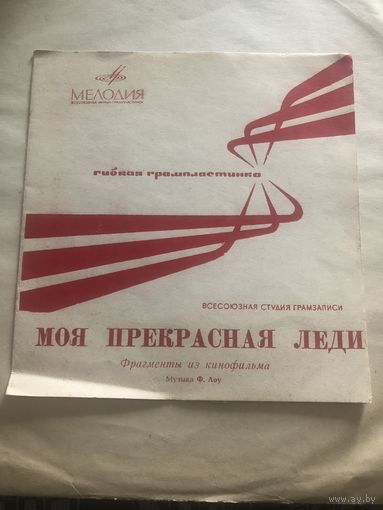 МЕЛОДИЯ
ВСЕСОЮЗНАЯ ФИРМА ГРАМПЛАСТИНОК
гибкая грампластинка
ВСЕСОЮЗНАЯ СТУДИЯ ГРАМЗАПИСИ
МОЯ ПРЕКРАСНАЯ ЛЕДИ
Фрагменты из кинофильма
Музыка Ф. Лоу
www.ay.by